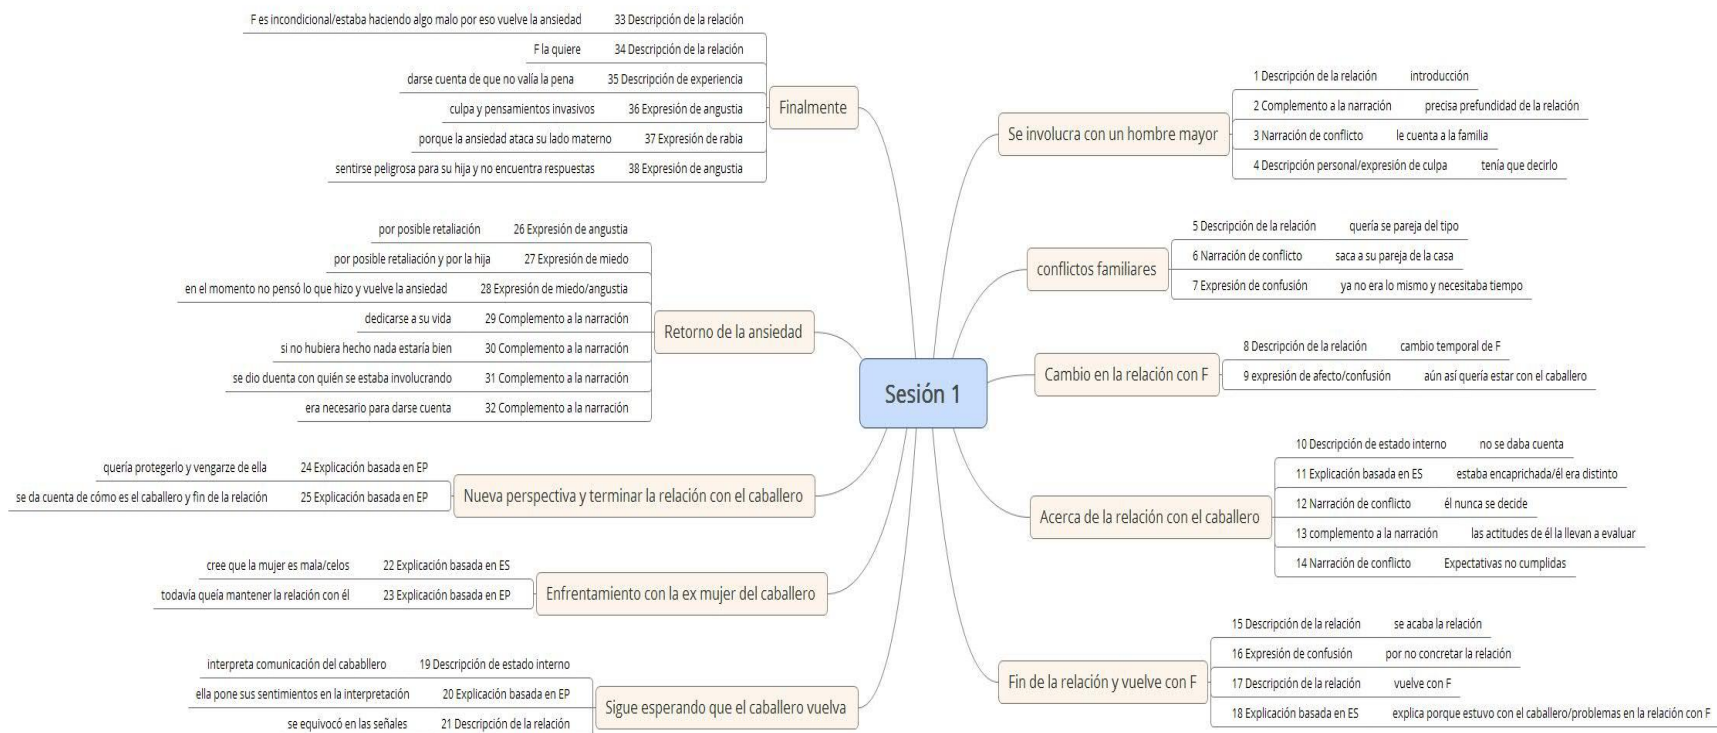 Sesión 1
Se involucra con un hombre mayor
1 Descripción de la relación introducción
2 Complemento a la narración precisa prefundidad de la relación
3 Narración de conflicto le cuenta a la familia
4 Descripción personal/expresión de culpa tenía que decirlo
conflictos familiares
5 Descripción de la relación quería se pareja del tipo
6 Narración de conflicto saca a su pareja de la casa
7 Expresión de confusión ya no era lo mismo y necesitaba tiempo
Cambio en la relación con F
8 Descripción de la relación cambio temporal de F
9 expresión de afecto/confusión aún así quería estar con el caballero
Acerca de la relación con el caballero
10 Descripción de estado interno no se daba cuenta
11 Explicación basada en ES estaba encaprichada/él era distinto
12 Narración de conflicto él nunca se decide
13 complemento a la narración las actitudes de él la llevan a evaluar
14 Narración de conflicto Expectativas no cumplidas
Fin de la relación y vuelve con F
15 Descripción de la relación se acaba la relación
16 Expresión de confusión por no concretar la relación
17 Descripción de la relación vuelve con F
18 Explicación basada en ES explica porque estuvo con el caballero/problemas en la relación con F
Sigue esperando que el caballero vuelva
19 Descripción de estado interno interpreta comunicación del cababllero
20 Explicación basada en EP ella pone sus sentimientos en la interpretación
21 Descripción de la relación se equivocó en las señales
Enfrentamiento con la ex mujer del caballero
22 Explicación basada en ES cree que la mujer es mala/celos
23 Explicación basada en EP todavía queía mantener la relación con él
Nueva perspectiva y terminar la relación con el caballero
24 Explicación basada en EP quería protegerlo y vengarze de ella
25 Explicación basada en EP se da cuenta de cómo es el caballero y fin de la relación
Retorno de la ansiedad
26 Expresión de angustia por posible retaliación
27 Expresión de miedo por posible retaliación y por la hija
28 Expresión de miedo/angustia en el momento no pensó lo que hizo y vuelve la ansiedad
29 Complemento a la narración dedicarse a su vida
30 Complemento a la narración si no hubiera hecho nada estaría bien
31 Complemento a la narración se dio duenta con quién se estaba involucrando
32 Complemento a la narración era necesario para darse cuenta
Finalmente
33 Descripción de la relación F es incondicional/estaba haciendo algo malo por eso vuelve la ansiedad
34 Descripción de la relación F la quiere
35 Descripción de experiencia darse cuenta de que no valía la pena
36 Expresión de angustia culpa y pensamientos invasivos
37 Expresión de rabia porque la ansiedad ataca su lado materno
38 Expresión de angustia sentirse peligrosa para su hija y no encuentra respuestas